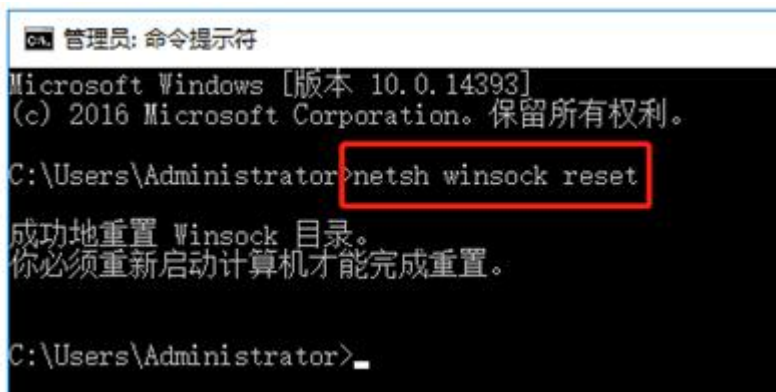 管理员: 命令提示符
Microsoft Windows [版本 10.0.14393]
(c) 2016 Microsoft Corporation。保留所有权利。
C:\Users\Administrator>netsh winsock reset
成功地重置 Winsock 目录。
你必须重新启动计算机才能完成重置。
C:\Users\Administrator>